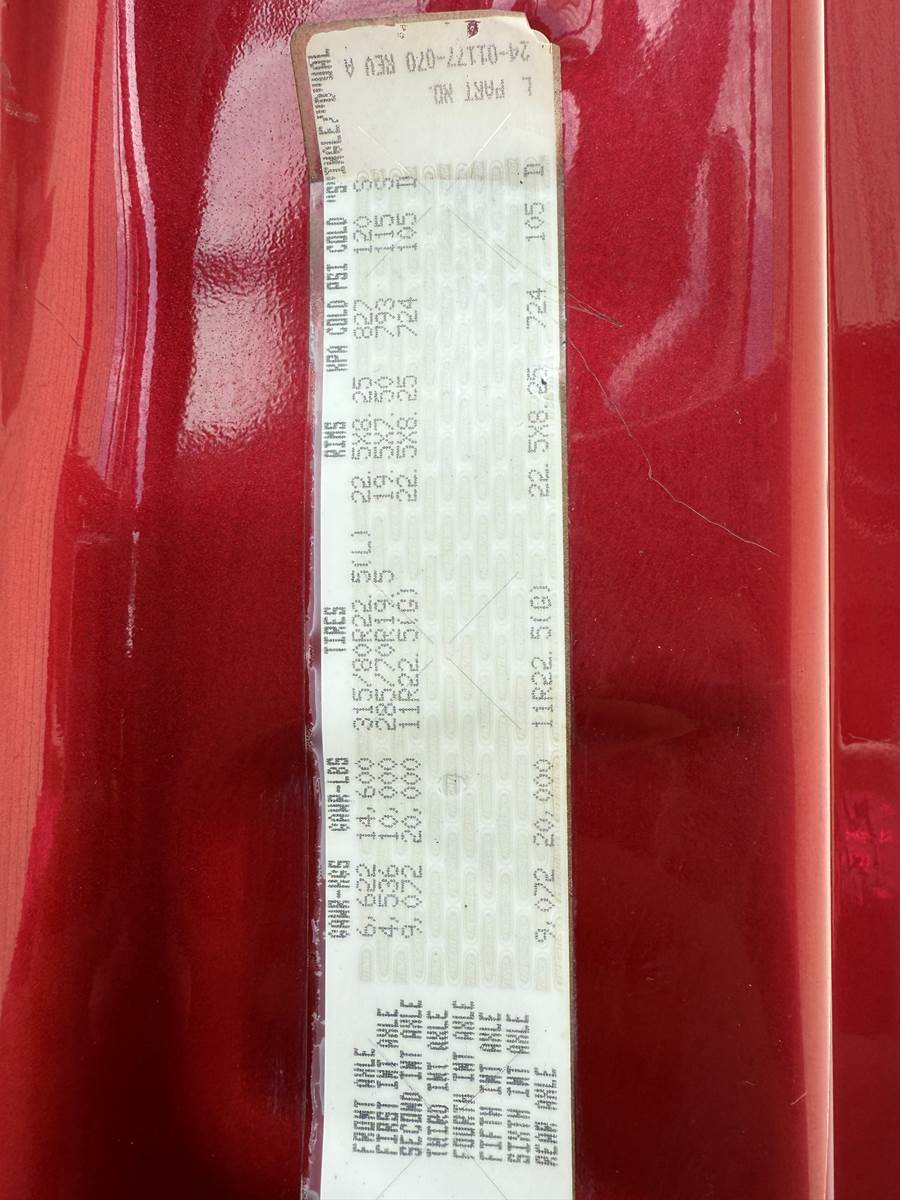 GAWR-KGS GAWR-LBS TIRES RIMS KPA COLD PSI COLD
FRONT AXLE 6,622 14,600 315/80R22.5(L) 22.5X8.25 827 120 S
FIRST INT AXLE 4,536 10,000 285/70R19.5 19.5X7.50 793 115 S
SECOND INT AXLE 9,072 20,000 11R22.5(G) 22.5X8.25 724 105 D
THIRD INT AXLE
FOURTH INT AXLE
FIFTH INT AXLE
SIXTH INT AXLE
REAR AXLE 9,072 20,000 11R22.5(G) 22.5X8.25 724 105 D
L PART NO.
24-01177-070 REV A